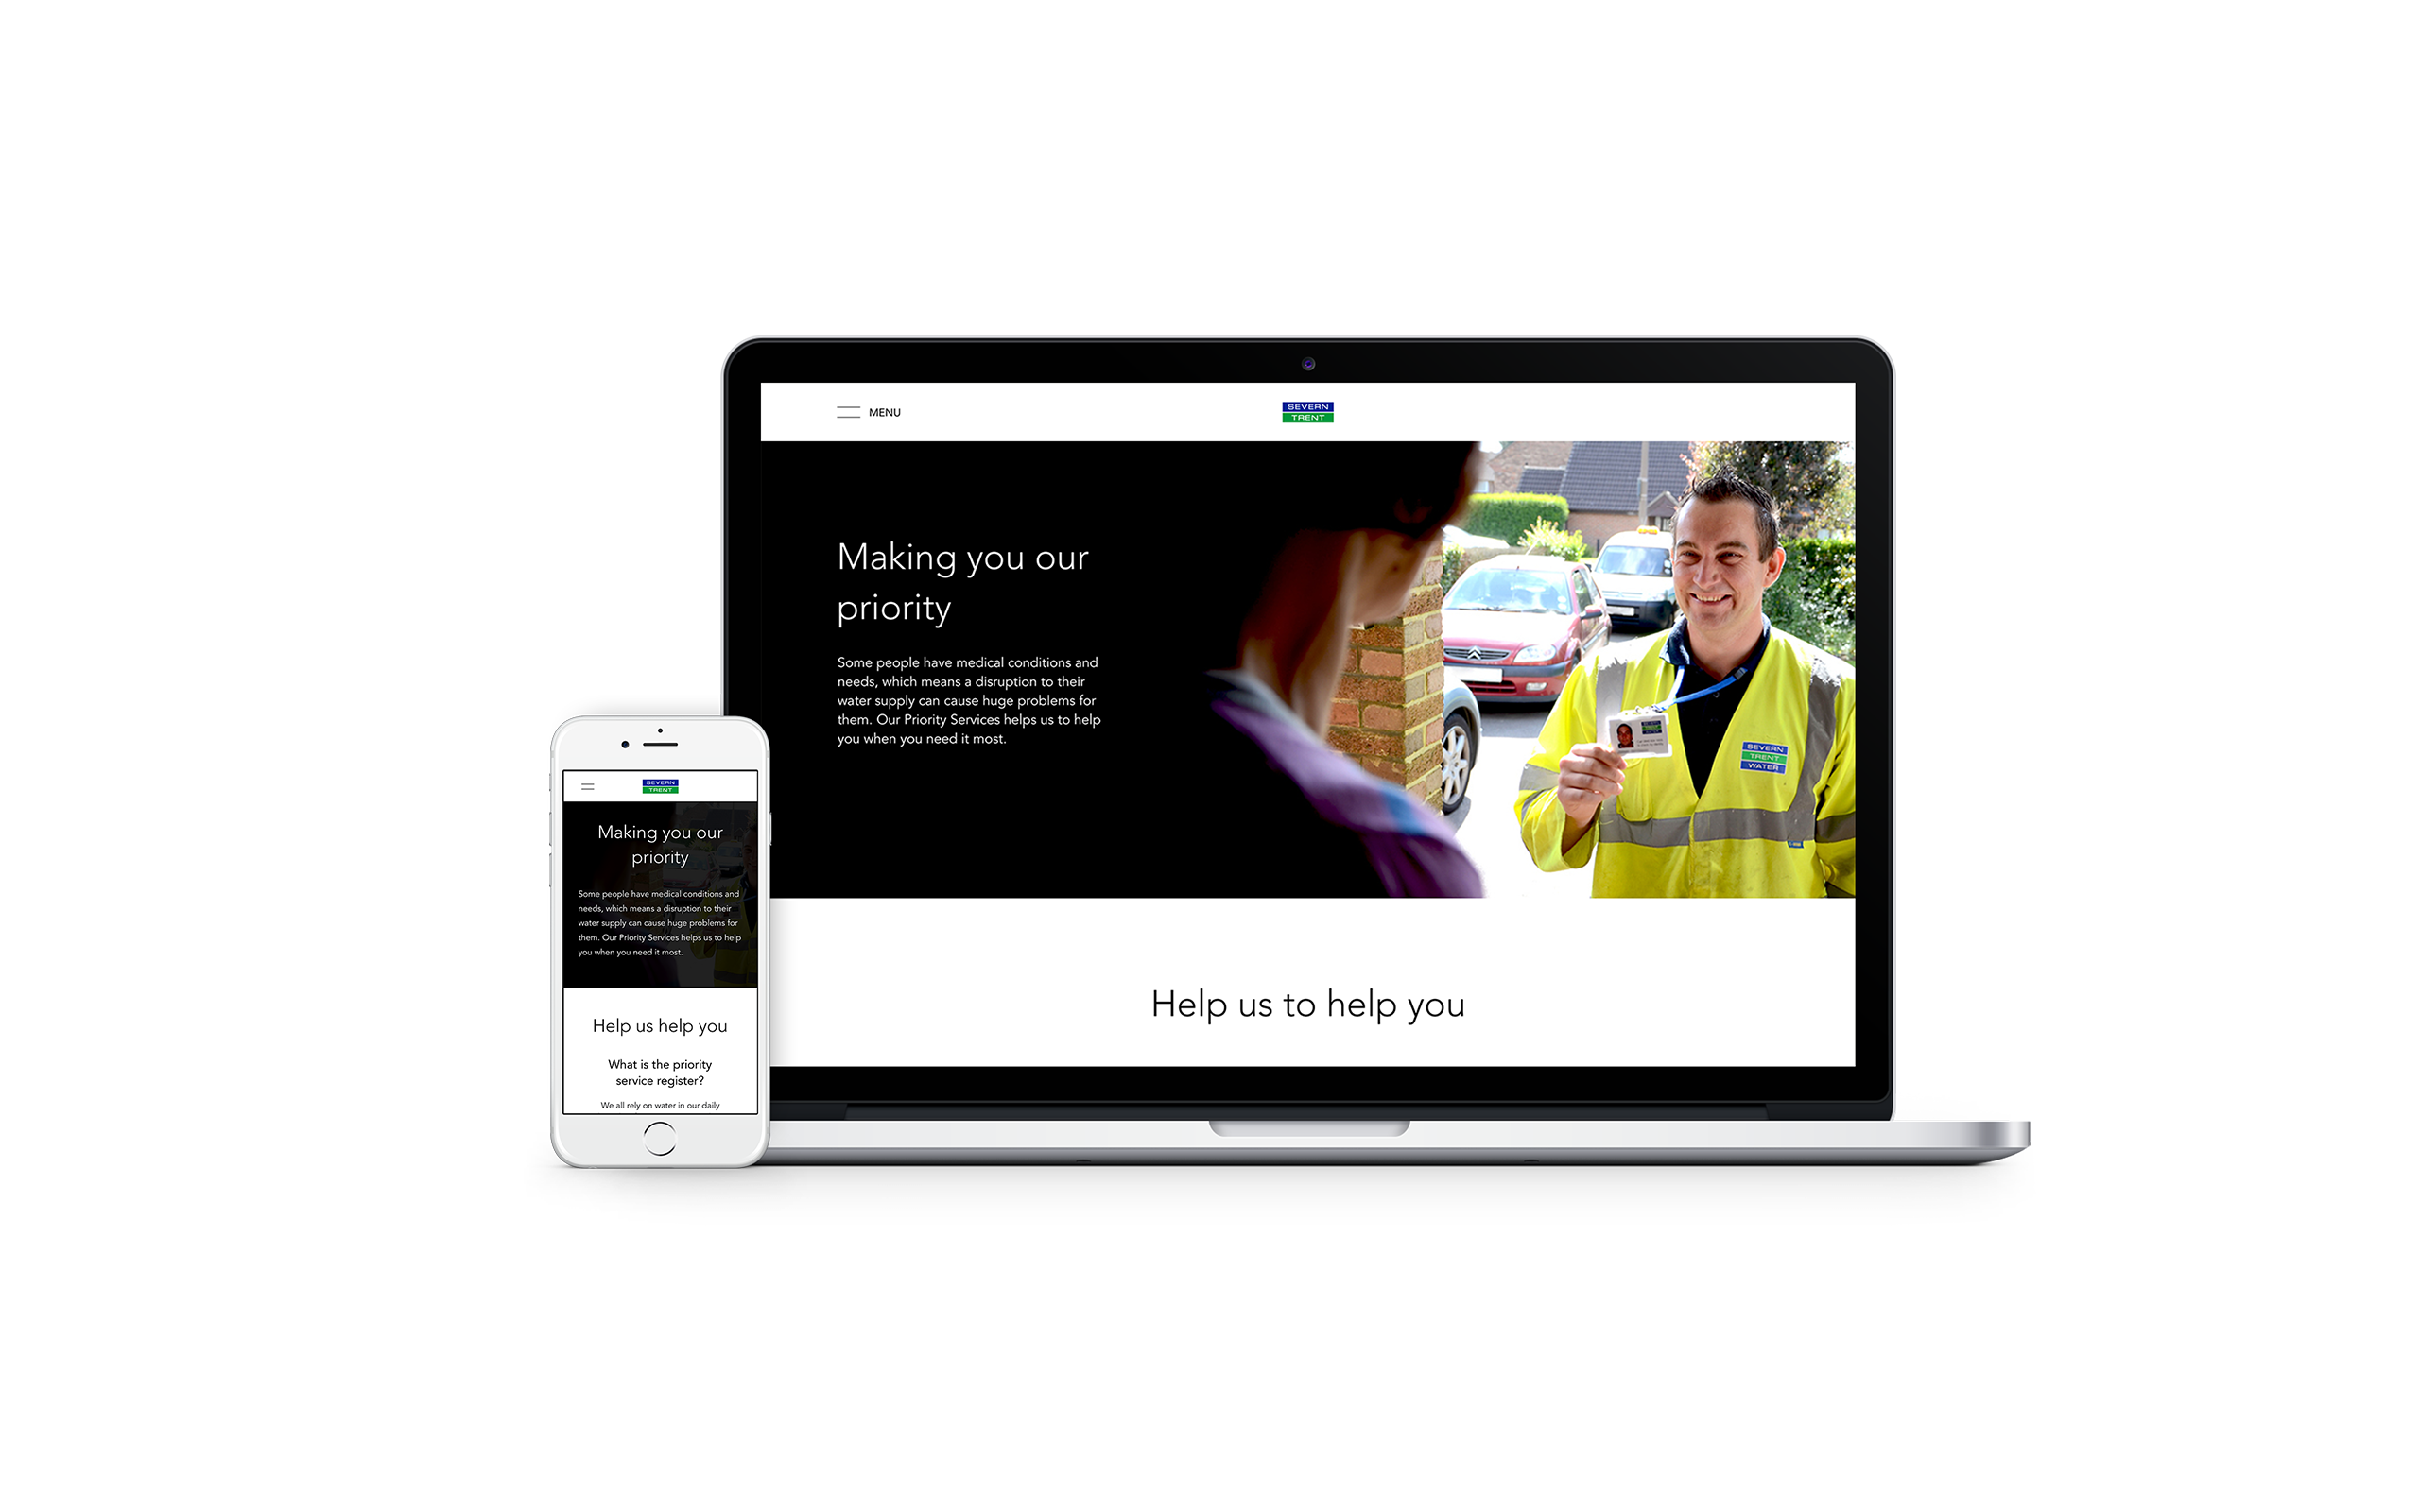 MENU
SEVERN
TRENT
Making you our
priority
Some people have medical conditions and
needs, which means a disruption to their
water supply can cause huge problems for
them. Our Priority Services helps us to help
you when you need it most.
SEVERN
TRENT
WATER
Help us to help you
SEVERN
TRENT
Making you our
priority
Some people have medical conditions and
needs, which means a disruption to their
water supply can cause huge problems for
them. Our Priority Services helps us to help
you when you need it most.
Help us help you
What is the priority
service register?
We all rely on water in our daily